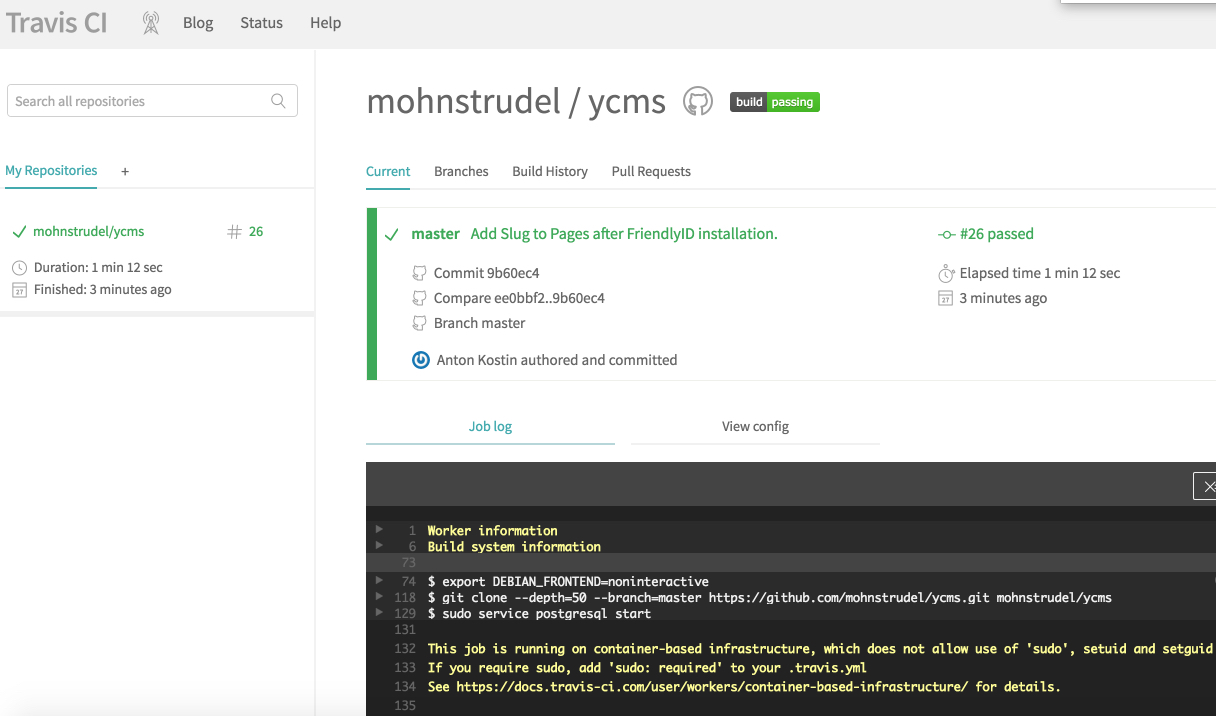 Travis CI Blog Status Help
Search all repositories
My Repositories +
mohnstrudel/ycms # 26
Duration: 1 min 12 sec
Finished: 3 minutes ago
mohnstrudel / ycms build passing
Current Branches Build History Pull Requests
master Add Slug to Pages after FriendlyID installation. #26 passed
Commit 9b60ec4 Elapsed time 1 min 12 sec
Compare ee0bbf2..9b60ec4 3 minutes ago
Branch master
Anton Kostin authored and committed
Job log View config
1 Worker information
6 Build system information
73
74 $ export DEBIAN_FRONTEND=noninteractive
118 $ git clone --depth=50 --branch=master https://github.com/mohnstrudel/ycms.git mohnstrudel/ycms
129 $ sudo service postgresql start
131
132 This job is running on container-based infrastructure, which does not allow use of 'sudo', setuid and setguid
133 If you require sudo, add 'sudo: required' to your .travis.yml
134 See https://docs.travis-ci.com/user/workers/container-based-infrastructure/ for details.
135